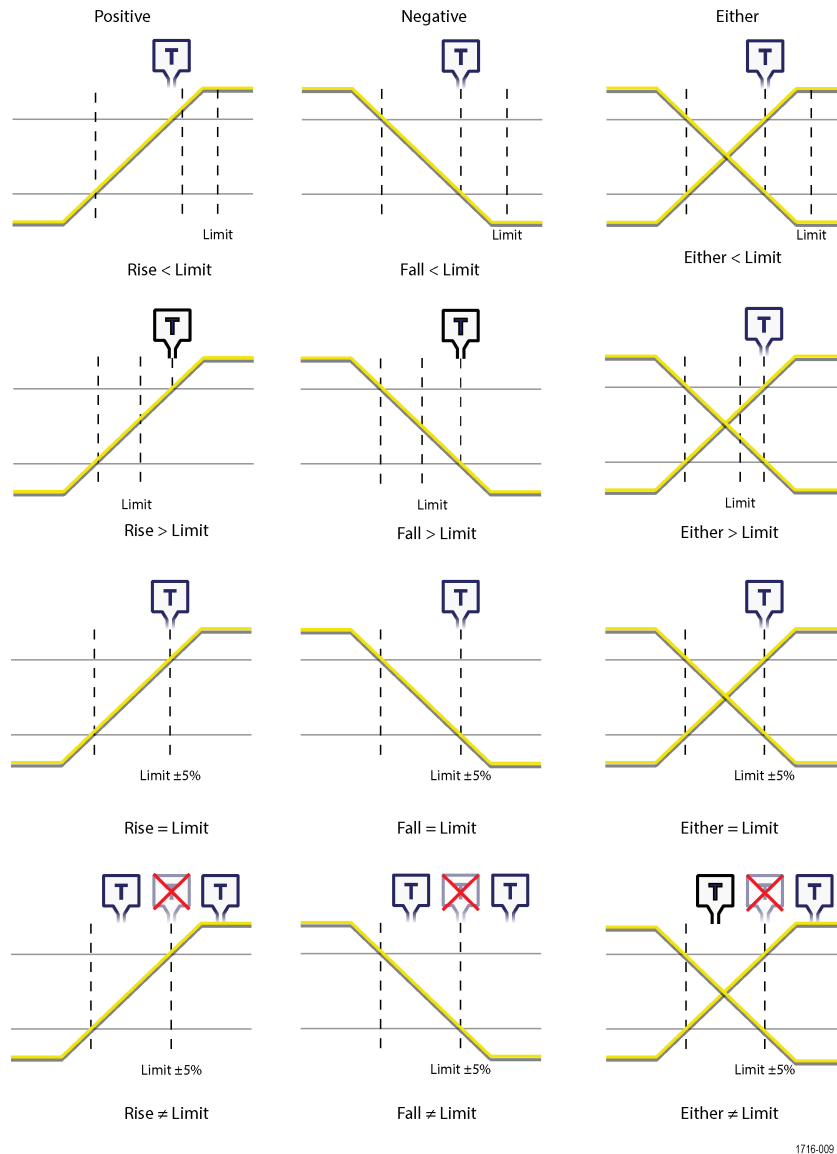 Positive Negative Either
T T T
Limit Limit Limit
Rise < Limit Fall < Limit Either < Limit
T T T
Limit Limit Limit
Rise > Limit Fall > Limit Either > Limit
T T T
Limit ±5% Limit ±5% Limit ±5%
Rise = Limit Fall = Limit Either = Limit
T T T T T T T T T
Limit ±5% Limit ±5% Limit ±5%
Rise ≠ Limit Fall ≠ Limit Either ≠ Limit
1716-009